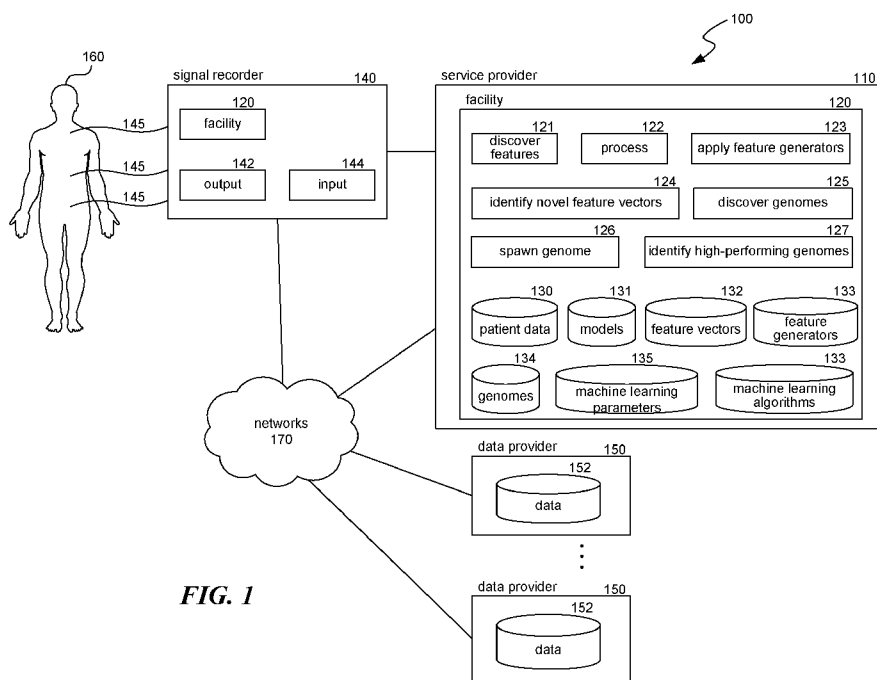 100
160
signal recorder 140
service provider 110
120
facility
142
output
144
input
145
145
145
facility 120
121
discover
features
122
process
123
apply feature generators
124
identify novel feature vectors
125
discover genomes
126
spawn genome
127
identify high-performing genomes
130
patient data
131
models
132
feature vectors
133
feature
generators
134
genomes
135
machine learning
parameters
133
machine learning
algorithms
networks
170
data provider 150
152
data
data provider 150
152
data
FIG. 1